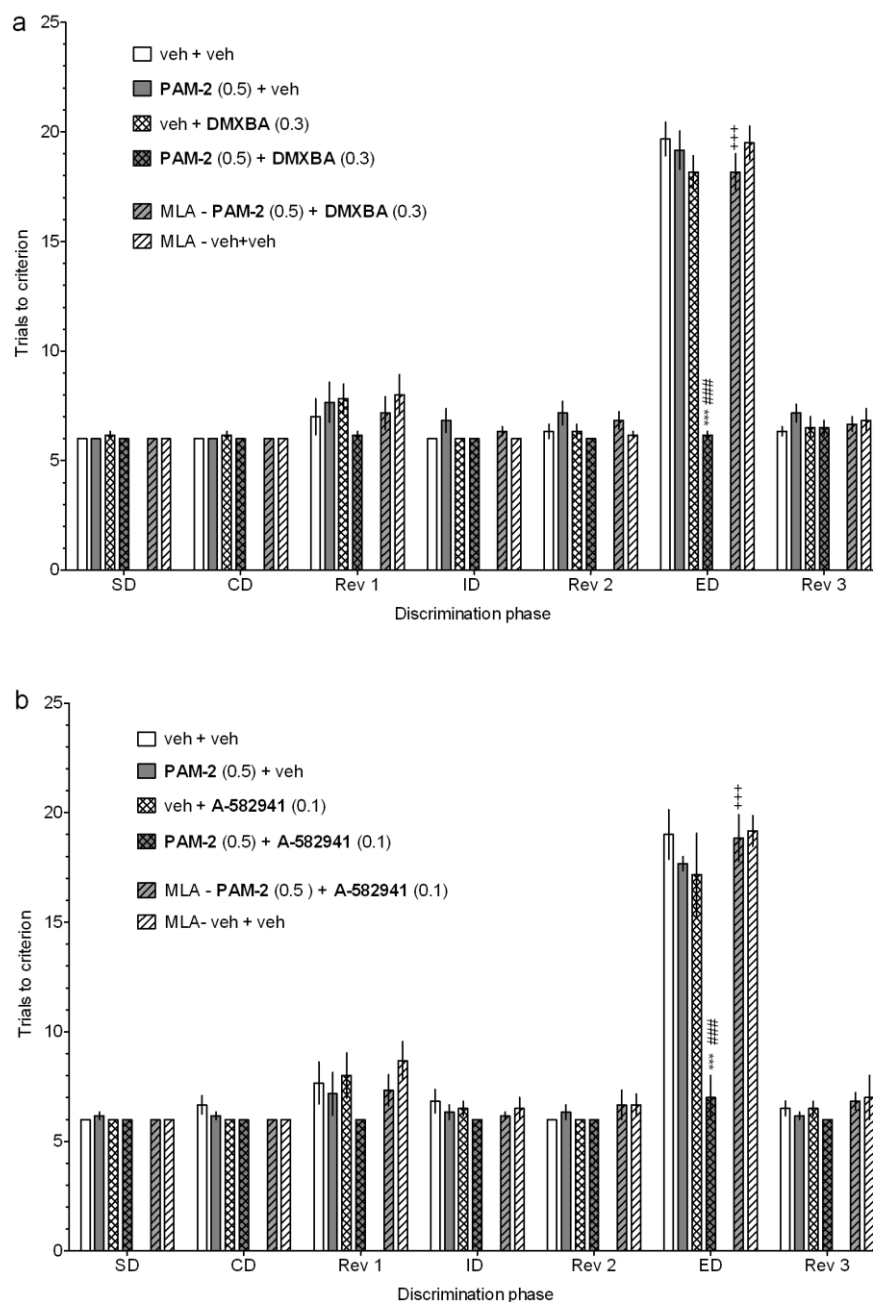 a
25
20
15
10
5
0
Trials to criterion
veh + veh
PAM-2 (0.5) + veh
veh + DMXBA (0.3)
PAM-2 (0.5) + DMXBA (0.3)
MLA - PAM-2 (0.5) + DMXBA (0.3)
MLA - veh+veh
*** ###
+++
SD CD Rev 1 ID Rev 2 ED Rev 3
Discrimination phase
b
25
20
15
10
5
0
Trials to criterion
veh + veh
PAM-2 (0.5) + veh
veh + A-582941 (0.1)
PAM-2 (0.5) + A-582941 (0.1)
MLA - PAM-2 (0.5 ) + A-582941 (0.1)
MLA- veh + veh
*** ###
+++
SD CD Rev 1 ID Rev 2 ED Rev 3
Discrimination phase